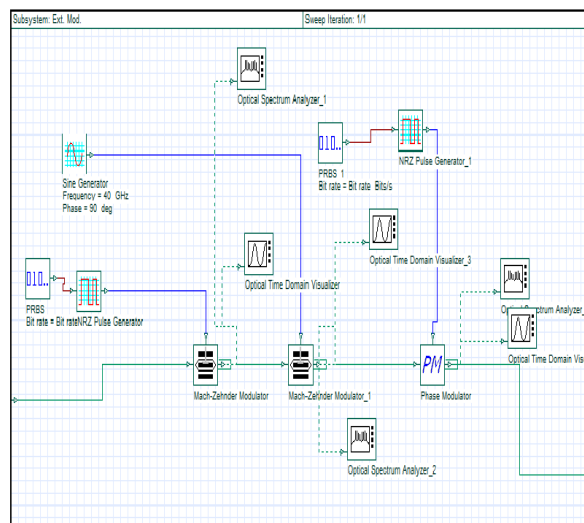 Subsystem: Ext. Mod.
Sweep Iteration: 1/1
Optical Spectrum Analyzer_1
010..
PRBS_1
Bit rate = Bit rate Bits/s
NRZ Pulse Generator_1
Sine Generator
Frequency = 40 GHz
Phase = 90 deg
Optical Time Domain Visualizer_3
Optical Time Domain Visualizer
010..
PRBS
Bit rate = Bit rate
NRZ Pulse Generator
Optical Time Domain Visualizer_
PM
Mach-Zehnder Modulator
Mach-Zehnder Modulator_1
Phase Modulator
Optical Spectrum Analyzer_2